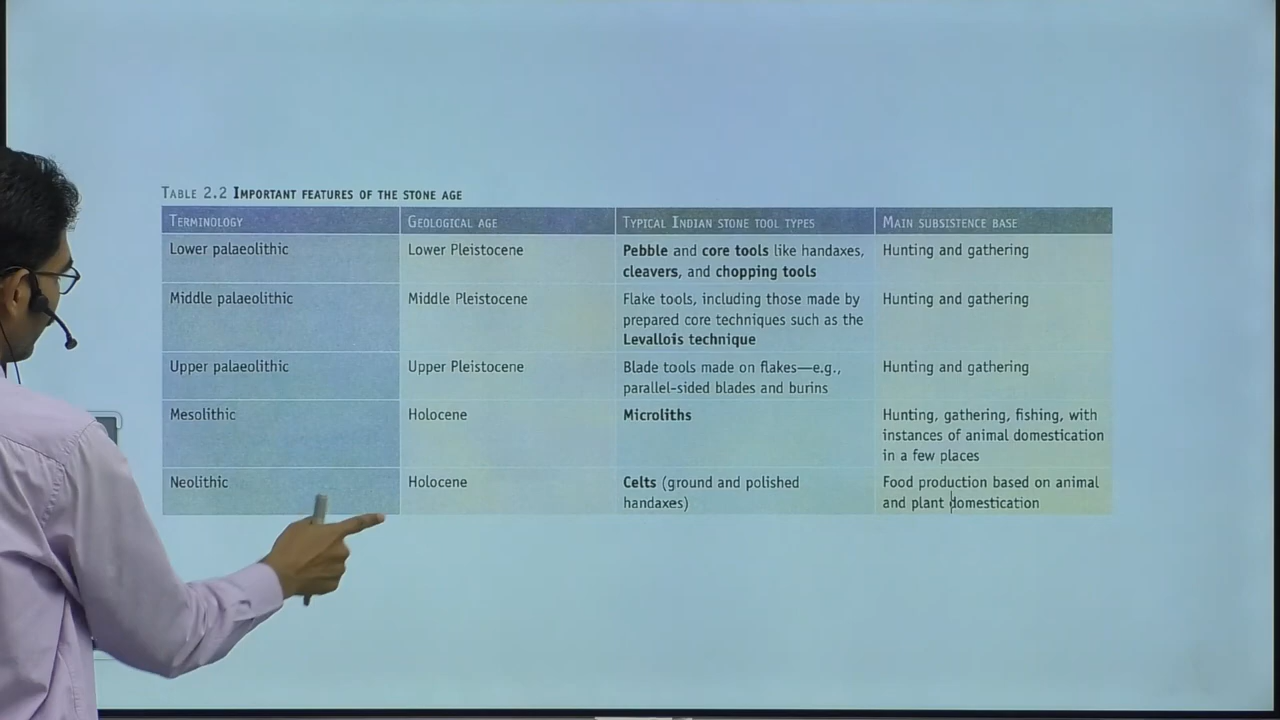 TABLE 2.2 IMPORTANT FEATURES OF THE STONE AGE
TERMINOLOGY GEOLOGICAL AGE TYPICAL INDIAN STONE TOOL TYPES MAIN SUBSISTENCE BASE
Lower palaeolithic Lower Pleistocene Pebble and core tools like handaxes, Hunting and gathering
cleavers, and chopping tools
Middle palaeolithic Middle Pleistocene Flake tools, including those made by Hunting and gathering
prepared core techniques such as the
Levallois technique
Upper palaeolithic Upper Pleistocene Blade tools made on flakes—e.g., Hunting and gathering
parallel-sided blades and burins
Mesolithic Holocene Microliths Hunting, gathering, fishing, with
instances of animal domestication
in a few places
Neolithic Holocene Celts (ground and polished Food production based on animal
handaxes) and plant domestication